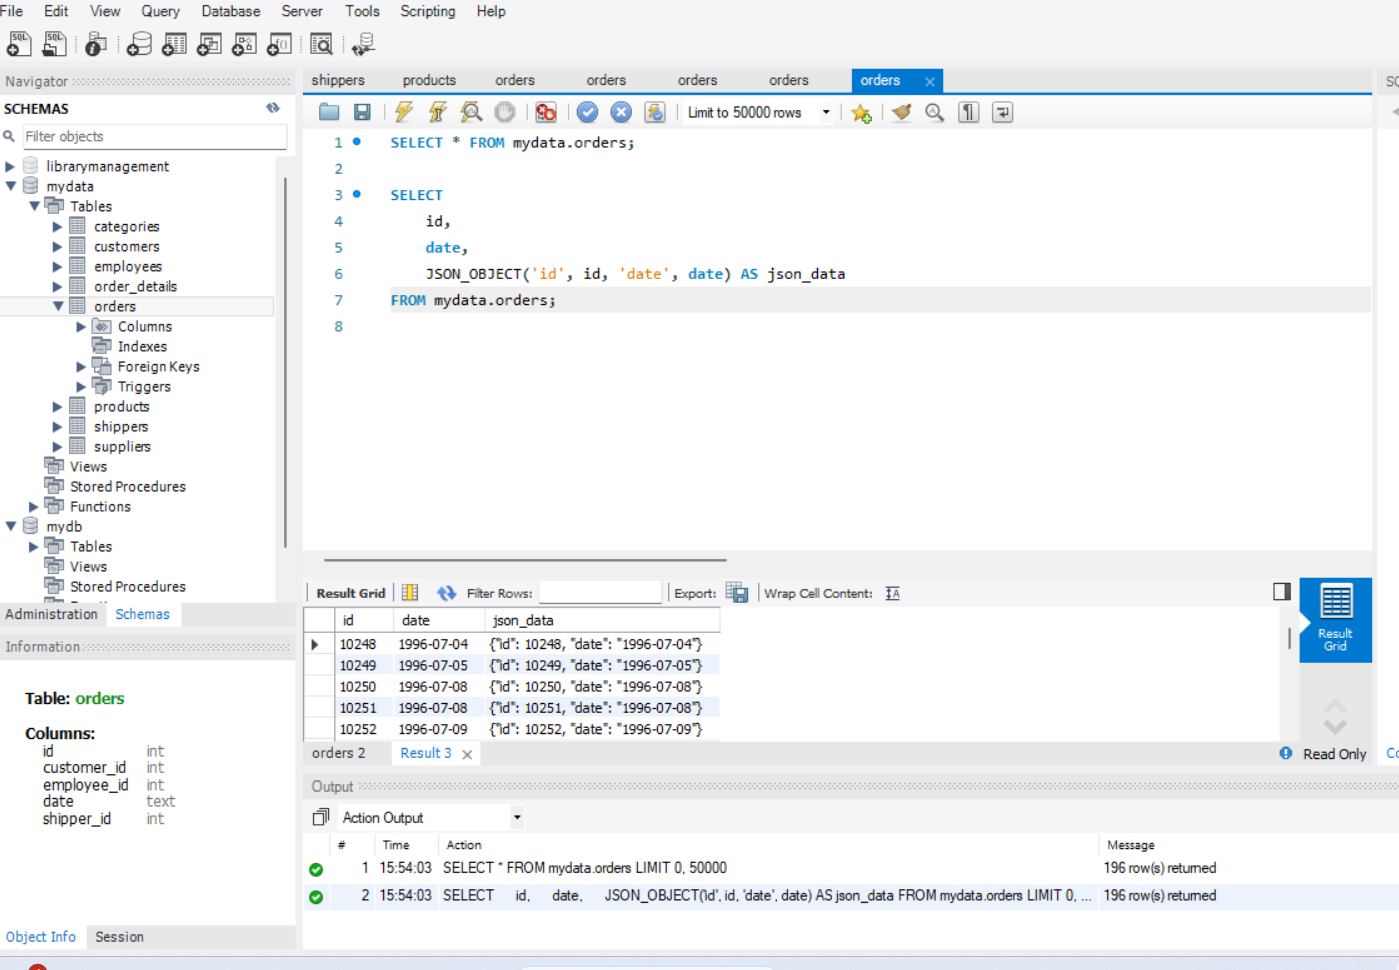 File Edit View Query Database Server Tools Scripting Help
Navigator
SCHEMAS
Filter objects
librarymanagement
mydata
Tables
categories
customers
employees
order_details
orders
Columns
Indexes
Foreign Keys
Triggers
products
shippers
suppliers
Views
Stored Procedures
Functions
mydb
Tables
Views
Stored Procedures
Administration Schemas
Information
Table: orders
Columns:
id int
customer_id int
employee_id int
date text
shipper_id int
Object Info Session
shippers products orders orders orders orders orders
Limit to 50000 rows
1 SELECT * FROM mydata.orders;
2
3 SELECT
4 id,
5 date,
6 JSON_OBJECT('id', id, 'date', date) AS json_data
7 FROM mydata.orders;
8
Result Grid Filter Rows: Export: Wrap Cell Content:
id date json_data
10248 1996-07-04 {"id": 10248, "date": "1996-07-04"}
10249 1996-07-05 {"id": 10249, "date": "1996-07-05"}
10250 1996-07-08 {"id": 10250, "date": "1996-07-08"}
10251 1996-07-08 {"id": 10251, "date": "1996-07-08"}
10252 1996-07-09 {"id": 10252, "date": "1996-07-09"}
Result
Grid
orders 2 Result 3 Read Only
Output
Action Output
# Time Action Message
1 15:54:03 SELECT * FROM mydata.orders LIMIT 0, 50000 196 row(s) returned
2 15:54:03 SELECT id, date, JSON_OBJECT('id', id, 'date', date) AS json_data FROM mydata.orders LIMIT 0, ... 196 row(s) returned